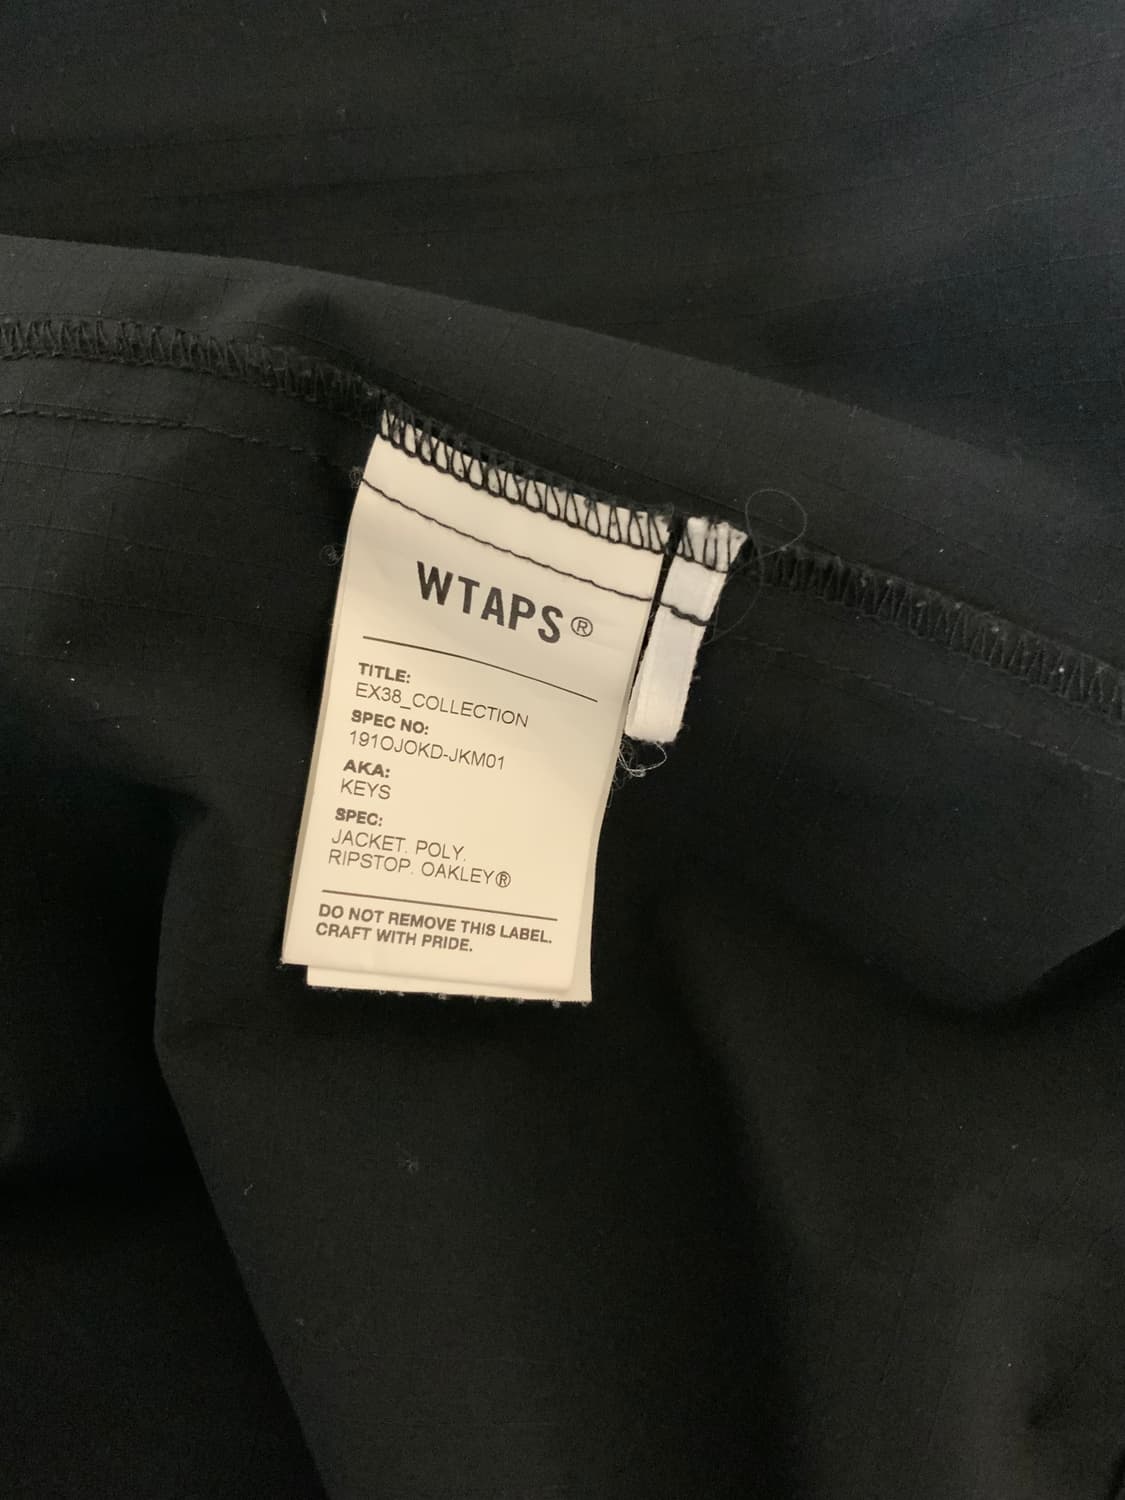 WTAPS®
TITLE:
EX38_COLLECTION
SPEC NO:
191OJOKD-JKM01
AKA:
KEYS
SPEC:
JACKET. POLY.
RIPSTOP. OAKLEY®
DO NOT REMOVE THIS LABEL.
CRAFT WITH PRIDE.